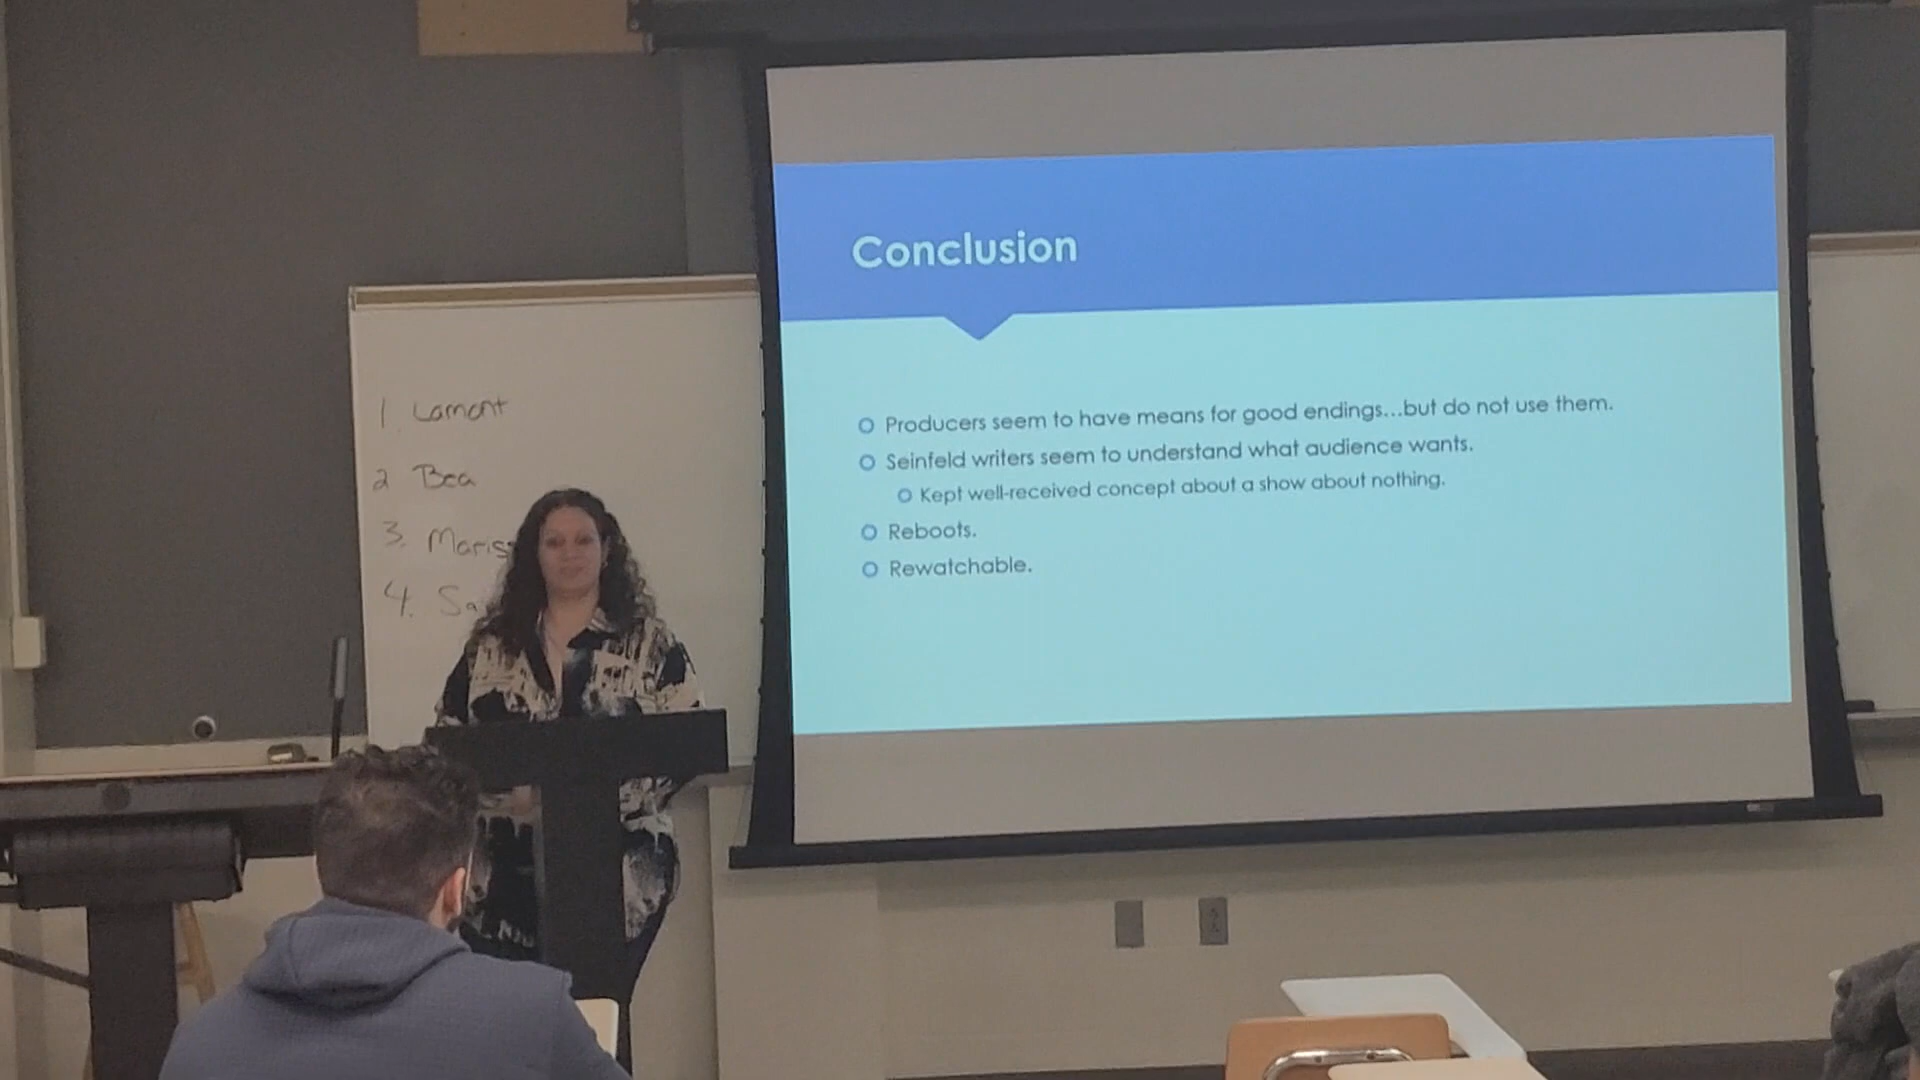 1. Lamont
2 Bea
3. Maris
4. Sa
Conclusion
Producers seem to have means for good endings...but do not use them.
Seinfeld writers seem to understand what audience wants.
Kept well-received concept about a show about nothing.
Reboots.
Rewatchable.